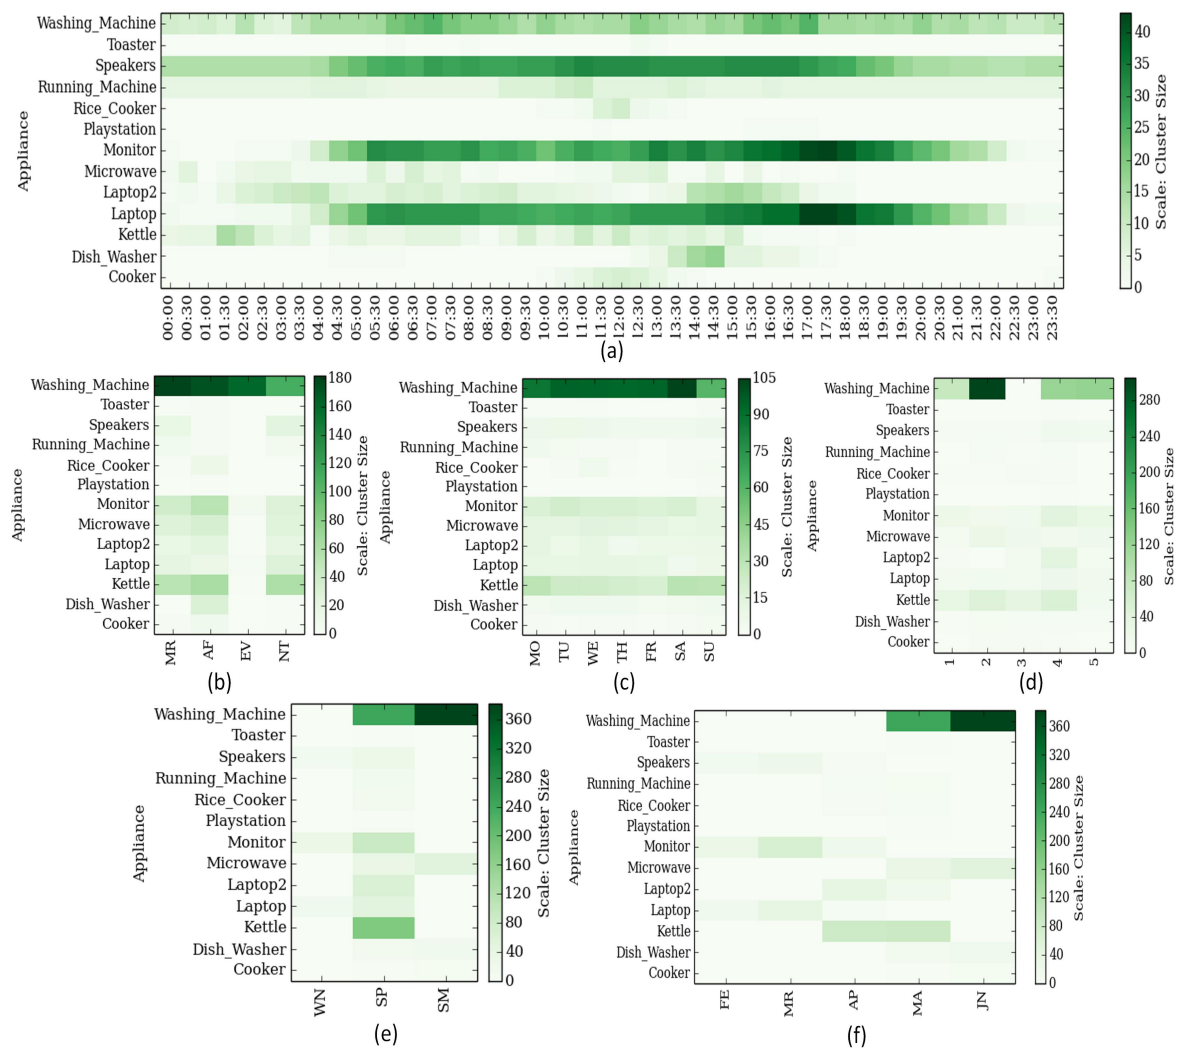 Washing_Machine
Toaster
Speakers
Running_Machine
Rice_Cooker
Playstation
Monitor
Microwave
Laptop2
Laptop
Kettle
Dish_Washer
Cooker
Appliance
00:00 00:30 01:00 01:30 02:00 02:30 03:00 03:30 04:00 04:30 05:00 05:30 06:00 06:30 07:00 07:30 08:00 08:30 09:00 09:30 10:00 10:30 11:00 11:30 12:00 12:30 13:00 13:30 14:00 14:30 15:00 15:30 16:00 16:30 17:00 17:30 18:00 18:30 19:00 19:30 20:00 20:30 21:00 21:30 22:00 22:30 23:00 23:30
40
35
30
25
20
15
10
5
0
Scale: Cluster Size
(a)
Washing_Machine
Toaster
Speakers
Running_Machine
Rice_Cooker
Playstation
Monitor
Microwave
Laptop2
Laptop
Kettle
Dish_Washer
Cooker
Appliance
MR AF EV NT
180
160
140
120
100
80
60
40
20
0
Scale: Cluster Size
(b)
Washing_Machine
Toaster
Speakers
Running_Machine
Rice_Cooker
Playstation
Monitor
Microwave
Laptop2
Laptop
Kettle
Dish_Washer
Cooker
Appliance
MO TU WE TH FR SA SU
105
90
75
60
45
30
15
0
Scale: Cluster Size
(c)
Washing_Machine
Toaster
Speakers
Running_Machine
Rice_Cooker
Playstation
Monitor
Microwave
Laptop2
Laptop
Kettle
Dish_Washer
Cooker
Appliance
1 2 3 4 5
280
240
200
160
120
80
40
0
Scale: Cluster Size
(d)
Washing_Machine
Toaster
Speakers
Running_Machine
Rice_Cooker
Playstation
Monitor
Microwave
Laptop2
Laptop
Kettle
Dish_Washer
Cooker
Appliance
WN SP SM
360
320
280
240
200
160
120
80
40
0
Scale: Cluster Size
(e)
Washing_Machine
Toaster
Speakers
Running_Machine
Rice_Cooker
Playstation
Monitor
Microwave
Laptop2
Laptop
Kettle
Dish_Washer
Cooker
Appliance
FE MR AP MA JN
360
320
280
240
200
160
120
80
40
0
Scale: Cluster Size
(f)